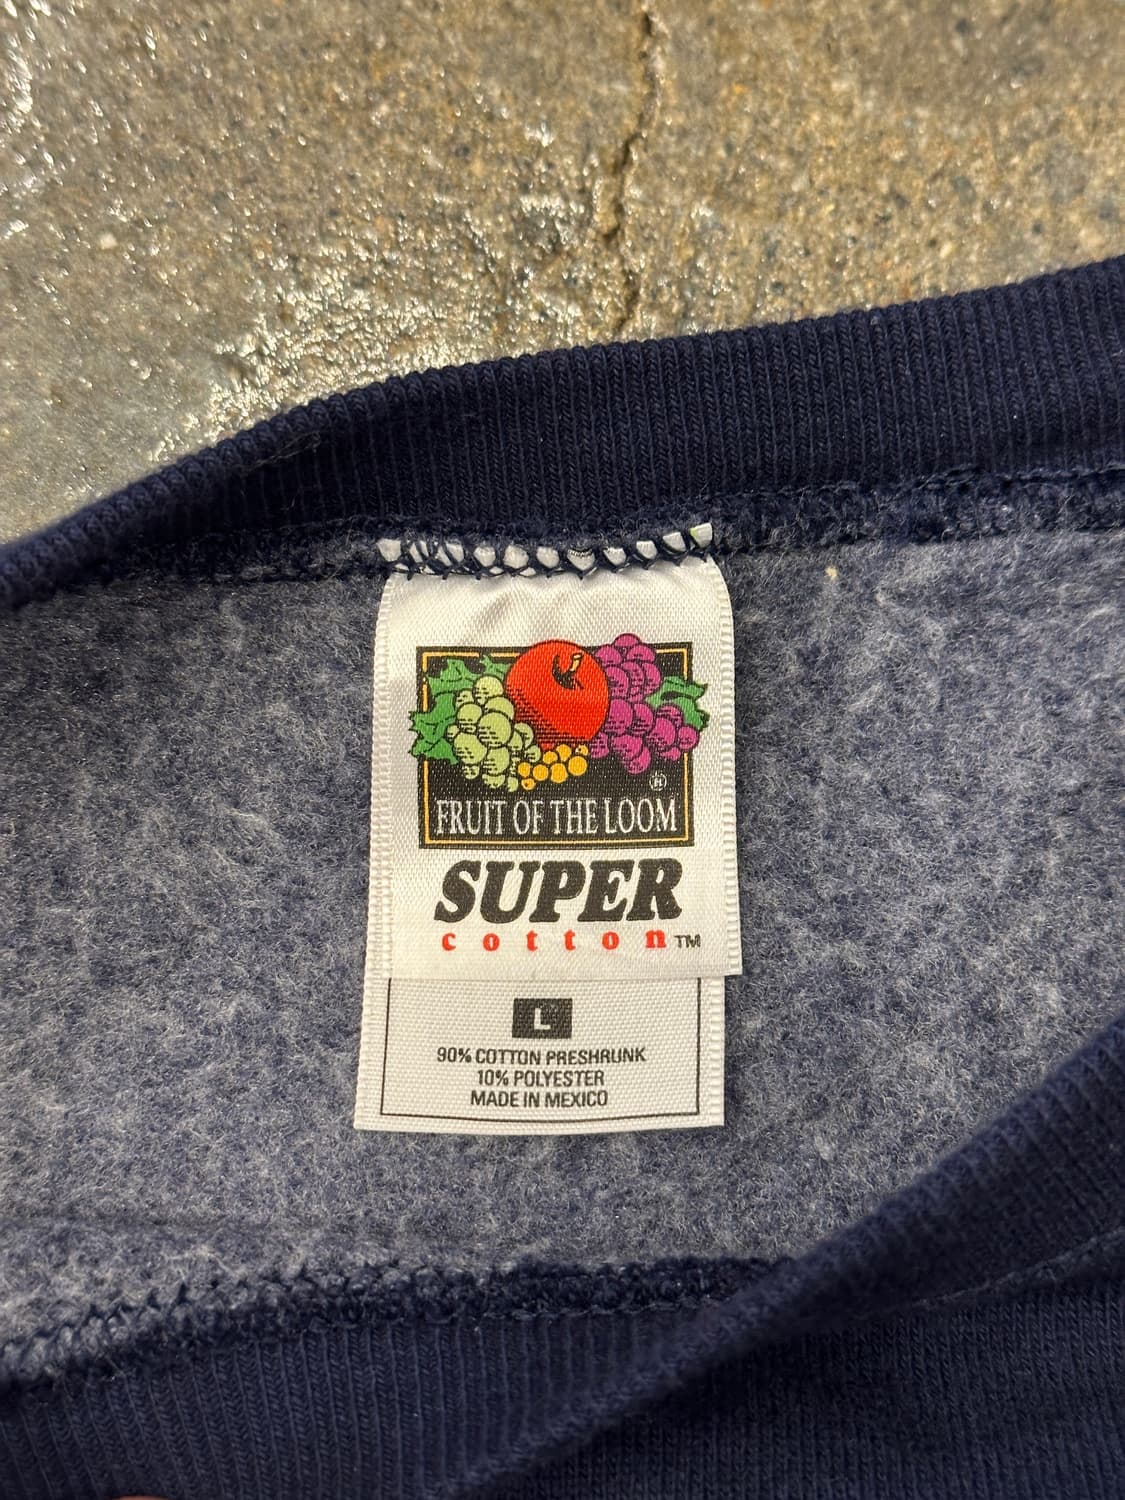 ®
FRUIT OF THE LOOM
SUPER
cotton™
L
90% COTTON PRESHRUNK
10% POLYESTER
MADE IN MEXICO